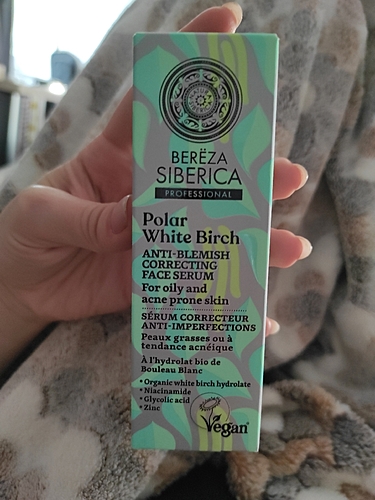 BERËZA
SIBERICA
PROFESSIONAL
Polar
White Birch
ANTI-BLEMISH
CORRECTING
FACE SERUM
For oily and
acne prone skin
SÉRUM CORRECTEUR
ANTI-IMPERFECTIONS
Peaux grasses ou à
tendance acnéique
À l'hydrolat bio de
Bouleau Blanc
• Organic white birch hydrolate
• Niacinamide
• Glycolic acid
• Zinc
Vegan